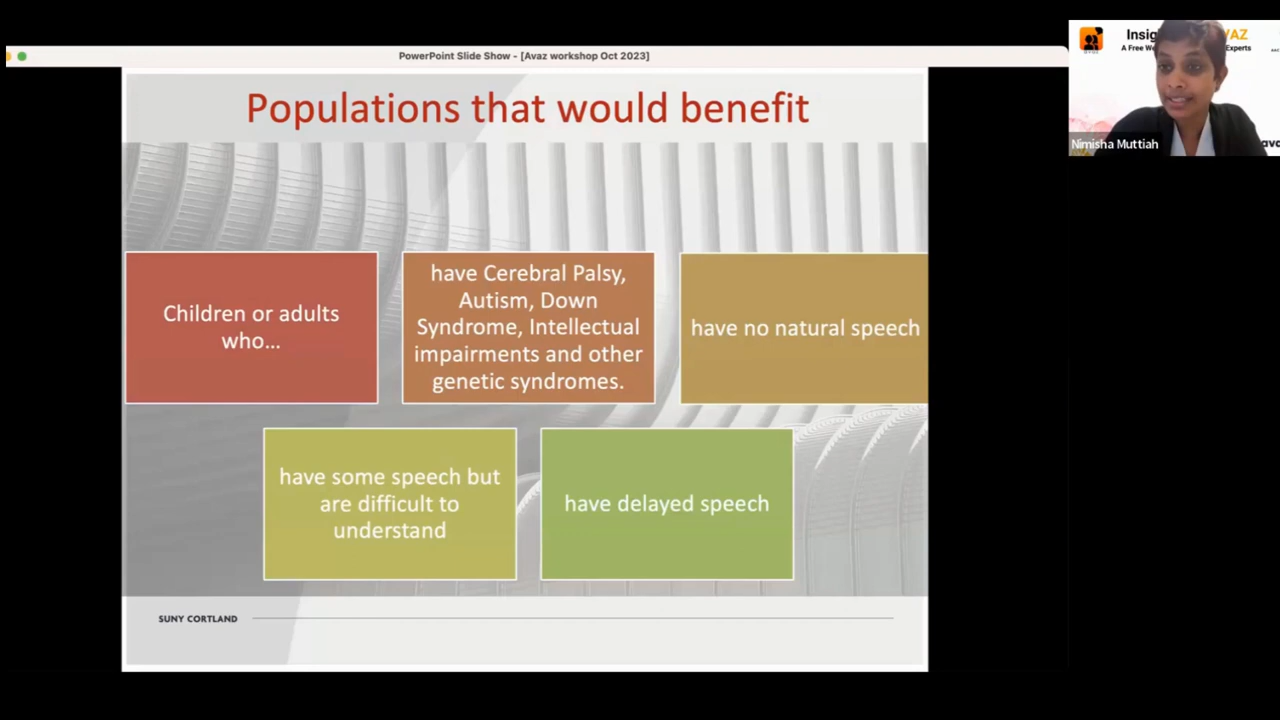 PowerPoint Slide Show - [Avaz workshop Oct 2023]
Populations that would benefit
Children or adults
who...
have Cerebral Palsy,
Autism, Down
Syndrome, Intellectual
impairments and other
genetic syndromes.
have no natural speech
have some speech but
are difficult to
understand
have delayed speech
SUNY CORTLAND
A Free Experts
Nimisha Muttiah